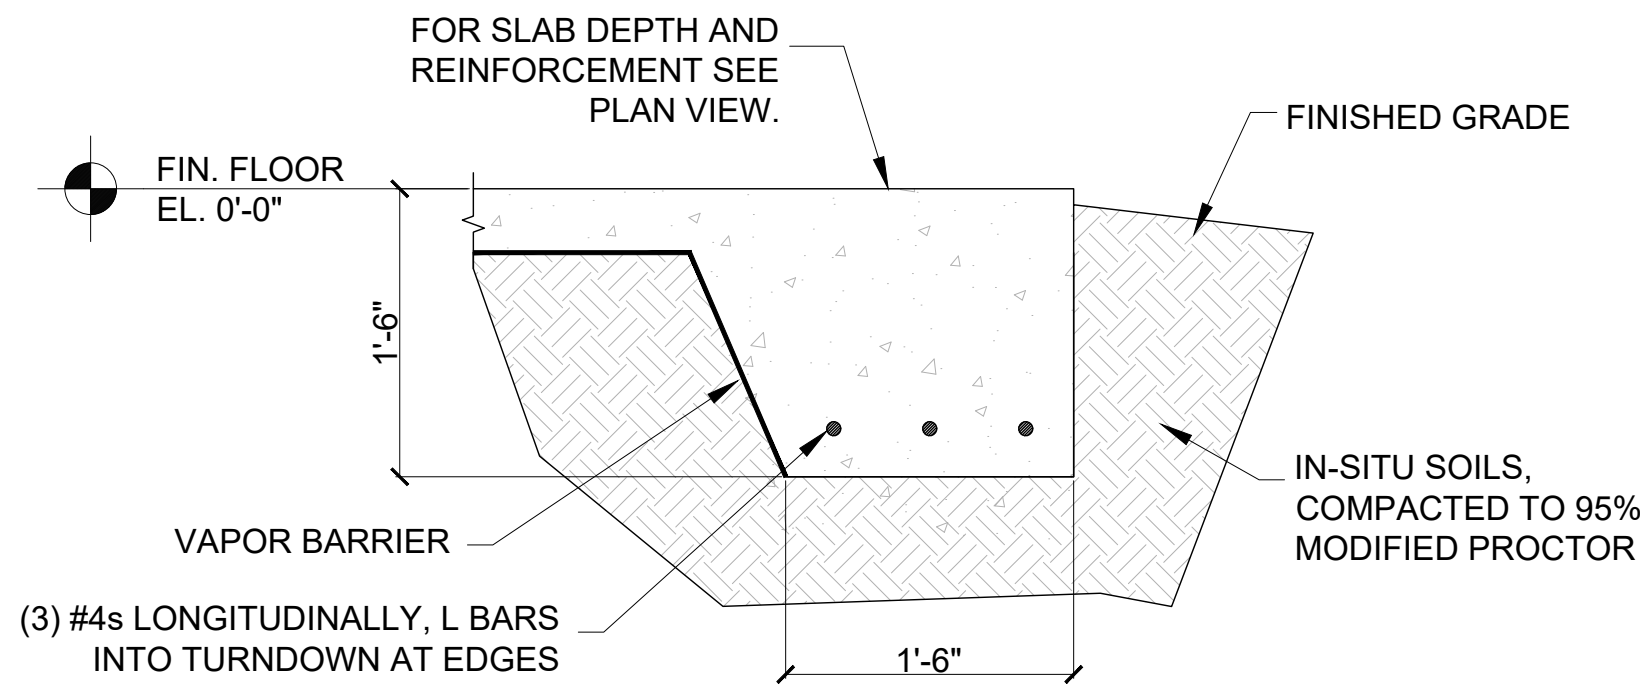 FOR SLAB DEPTH AND
REINFORCEMENT SEE
PLAN VIEW.
FINISHED GRADE
FIN. FLOOR
EL. 0'-0"
1'-6"
VAPOR BARRIER
IN-SITU SOILS,
COMPACTED TO 95%
MODIFIED PROCTOR
(3) #4s LONGITUDINALLY, L BARS
INTO TURNDOWN AT EDGES
1'-6"